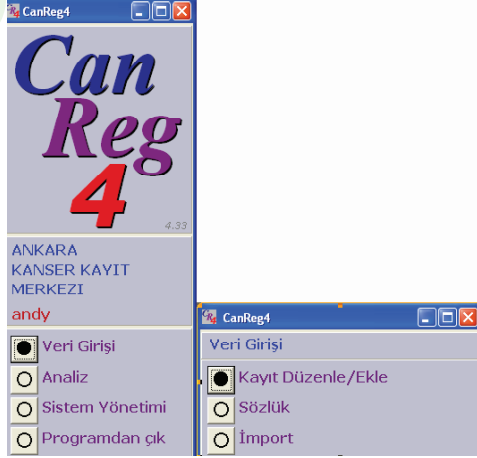 CanReg4
Can
Reg
4
4.33
ANKARA
KANSER KAYIT
MERKEZI
andy
Veri Girişi
Analiz
Sistem Yönetimi
Programdan çık
CanReg4
Veri Girişi
Kayıt Düzenle/Ekle
Sözlük
İmport